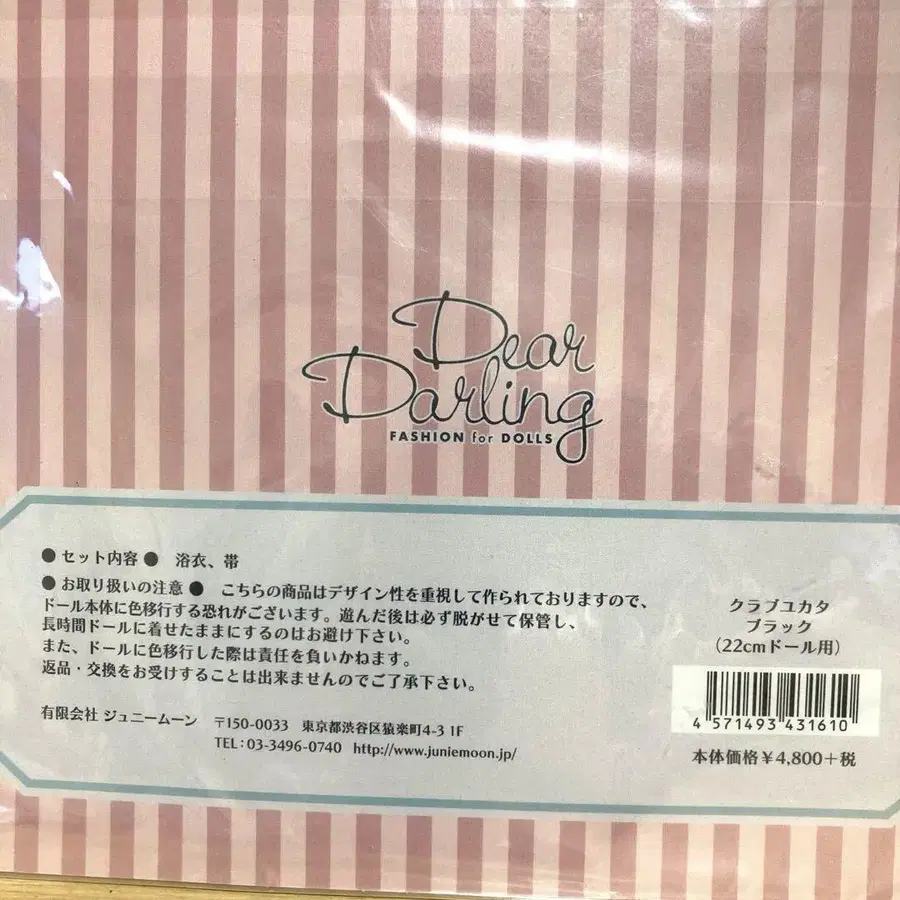 Dear
Darling
FASHION for DOLLS
● セット内容 ● 浴衣、帯
● お取り扱いの注意 ● こちらの商品はデザイン性を重視して作られておりますので、
ドール本体に色移行する恐れがございます。遊んだ後は必ず脱がせて保管し、
長時間ドールに着せたままにするのはお避け下さい。
また、ドールに色移行した際は責任を負いかねます。
返品・交換をお受けすることは出来ませんのでご了承下さい。
有限会社 ジュニームーン 〒150-0033 東京都渋谷区猿楽町4-3 1F
TEL:03-3496-0740 http://www.juniemoon.jp/
クラブユカタ
ブラック
(22cmドール用)
4 571493 431610
本体価格￥4,800+税